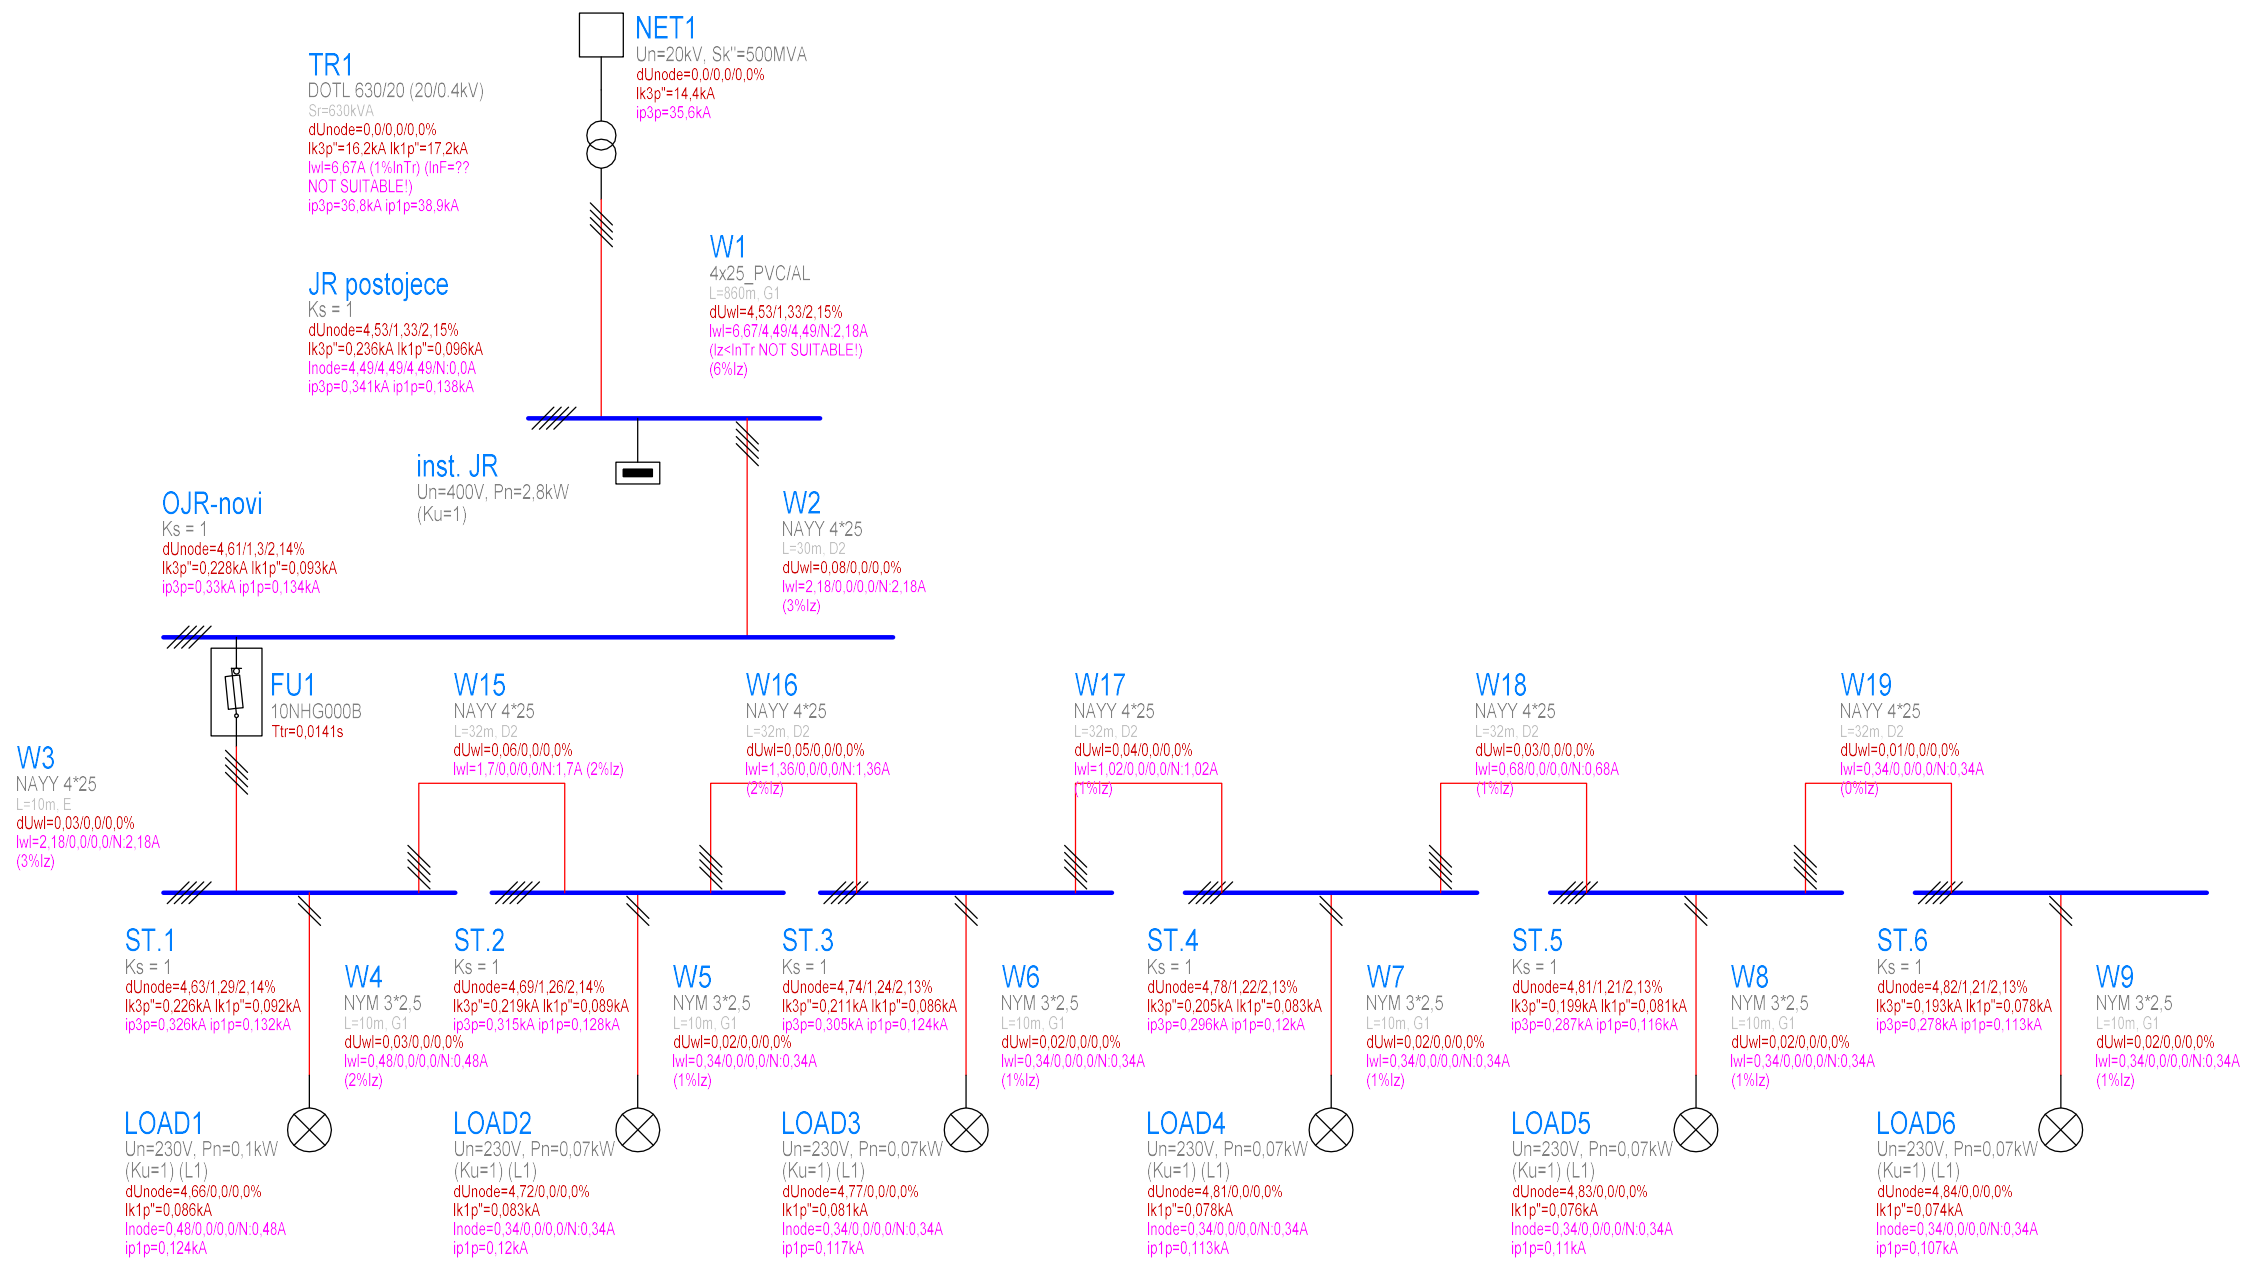 NET1
Un=20kV, Sk"=500MVA
dUnode=0,0/0,0/0,0%
Ik3p"=14,4kA
ip3p=35,6kA
TR1
DOTL 630/20 (20/0.4kV)
Sr=630kVA
dUnode=0,0/0,0/0,0%
Ik3p"=16,2kA Ik1p"=17,2kA
Iwl=6,67A (1%InTr) (InF=??
NOT SUITABLE!)
ip3p=36,8kA ip1p=38,9kA
W1
4x25_PVC/AL
L=860m, G1
dUwl=4,53/1,33/2,15%
Iwl=6,67/4,49/4,49/N:2,18A
(Iz<InTr NOT SUITABLE!)
(6%Iz)
JR postojece
Ks = 1
dUnode=4,53/1,33/2,15%
Ik3p"=0,236kA Ik1p"=0,096kA
Inode=4,49/4,49/4,49/N:0,0A
ip3p=0,341kA ip1p=0,138kA
inst. JR
Un=400V, Pn=2,8kW
(Ku=1)
W2
NAYY 4*25
L=30m, D2
dUwl=0,08/0,0/0,0%
Iwl=2,18/0,0/0,0/N:2,18A
(3%Iz)
OJR-novi
Ks = 1
dUnode=4,61/1,3/2,14%
Ik3p"=0,228kA Ik1p"=0,093kA
ip3p=0,33kA ip1p=0,134kA
FU1
10NHG000B
Ttr=0,0141s
W15
NAYY 4*25
L=32m, D2
dUwl=0,06/0,0/0,0%
Iwl=1,7/0,0/0,0/N:1,7A (2%Iz)
W16
NAYY 4*25
L=32m, D2
dUwl=0,05/0,0/0,0%
Iwl=1,36/0,0/0,0/N:1,36A
(2%Iz)
W17
NAYY 4*25
L=32m, D2
dUwl=0,04/0,0/0,0%
Iwl=1,02/0,0/0,0/N:1,02A
(1%Iz)
W18
NAYY 4*25
L=32m, D2
dUwl=0,03/0,0/0,0%
Iwl=0,68/0,0/0,0/N:0,68A
(1%Iz)
W19
NAYY 4*25
L=32m, D2
dUwl=0,01/0,0/0,0%
Iwl=0,34/0,0/0,0/N:0,34A
(0%Iz)
W3
NAYY 4*25
L=10m, E
dUwl=0,03/0,0/0,0%
Iwl=2,18/0,0/0,0/N:2,18A
(3%Iz)
ST.1
Ks = 1
dUnode=4,63/1,29/2,14%
Ik3p"=0,226kA Ik1p"=0,092kA
ip3p=0,326kA ip1p=0,132kA
W4
NYM 3*2,5
L=10m, G1
dUwl=0,03/0,0/0,0%
Iwl=0,48/0,0/0,0/N:0,48A
(2%Iz)
ST.2
Ks = 1
dUnode=4,69/1,26/2,14%
Ik3p"=0,219kA Ik1p"=0,089kA
ip3p=0,315kA ip1p=0,128kA
W5
NYM 3*2,5
L=10m, G1
dUwl=0,02/0,0/0,0%
Iwl=0,34/0,0/0,0/N:0,34A
(1%Iz)
ST.3
Ks = 1
dUnode=4,74/1,24/2,13%
Ik3p"=0,211kA Ik1p"=0,086kA
ip3p=0,305kA ip1p=0,124kA
W6
NYM 3*2,5
L=10m, G1
dUwl=0,02/0,0/0,0%
Iwl=0,34/0,0/0,0/N:0,34A
(1%Iz)
ST.4
Ks = 1
dUnode=4,78/1,22/2,13%
Ik3p"=0,205kA Ik1p"=0,083kA
ip3p=0,296kA ip1p=0,12kA
W7
NYM 3*2,5
L=10m, G1
dUwl=0,02/0,0/0,0%
Iwl=0,34/0,0/0,0/N:0,34A
(1%Iz)
ST.5
Ks = 1
dUnode=4,81/1,21/2,13%
Ik3p"=0,199kA Ik1p"=0,081kA
ip3p=0,287kA ip1p=0,116kA
W8
NYM 3*2,5
L=10m, G1
dUwl=0,02/0,0/0,0%
Iwl=0,34/0,0/0,0/N:0,34A
(1%Iz)
ST.6
Ks = 1
dUnode=4,82/1,21/2,13%
Ik3p"=0,193kA Ik1p"=0,078kA
ip3p=0,278kA ip1p=0,113kA
W9
NYM 3*2,5
L=10m, G1
dUwl=0,02/0,0/0,0%
Iwl=0,34/0,0/0,0/N:0,34A
(1%Iz)
LOAD1
Un=230V, Pn=0,1kW
(Ku=1) (L1)
dUnode=4,66/0,0/0,0%
Ik1p"=0,086kA
Inode=0,48/0,0/0,0/N:0,48A
ip1p=0,124kA
LOAD2
Un=230V, Pn=0,07kW
(Ku=1) (L1)
dUnode=4,72/0,0/0,0%
Ik1p"=0,083kA
Inode=0,34/0,0/0,0/N:0,34A
ip1p=0,12kA
LOAD3
Un=230V, Pn=0,07kW
(Ku=1) (L1)
dUnode=4,77/0,0/0,0%
Ik1p"=0,081kA
Inode=0,34/0,0/0,0/N:0,34A
ip1p=0,117kA
LOAD4
Un=230V, Pn=0,07kW
(Ku=1) (L1)
dUnode=4,81/0,0/0,0%
Ik1p"=0,078kA
Inode=0,34/0,0/0,0/N:0,34A
ip1p=0,113kA
LOAD5
Un=230V, Pn=0,07kW
(Ku=1) (L1)
dUnode=4,83/0,0/0,0%
Ik1p"=0,076kA
Inode=0,34/0,0/0,0/N:0,34A
ip1p=0,11kA
LOAD6
Un=230V, Pn=0,07kW
(Ku=1) (L1)
dUnode=4,84/0,0/0,0%
Ik1p"=0,074kA
Inode=0,34/0,0/0,0/N:0,34A
ip1p=0,107kA